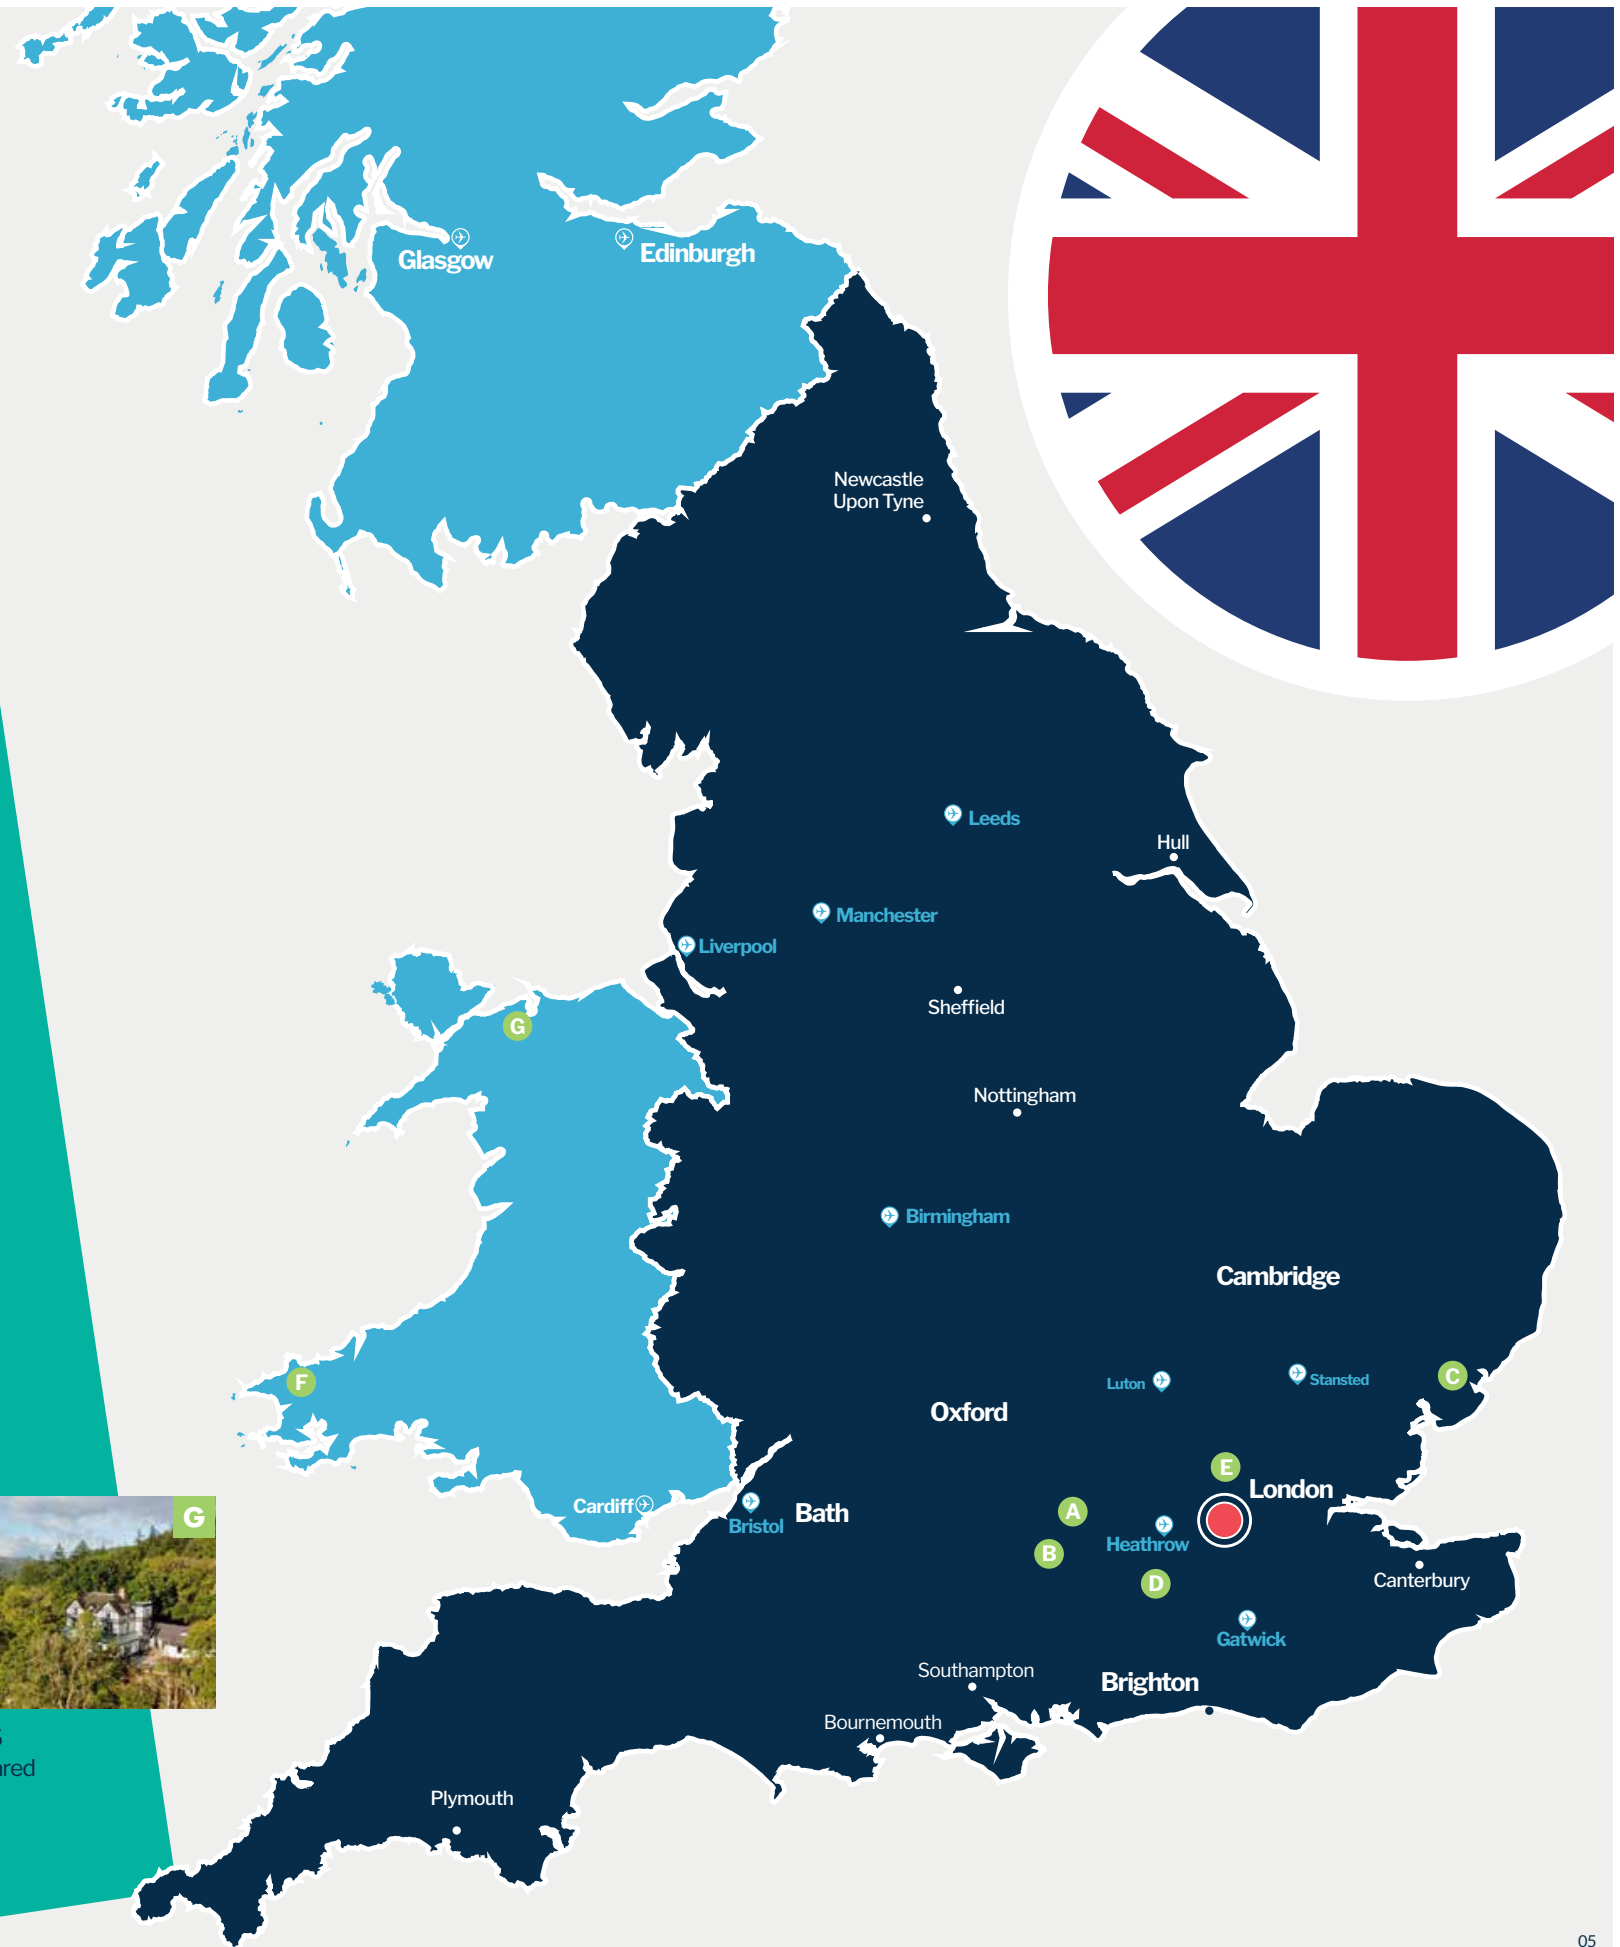 Glasgow
Edinburgh
Newcastle
Upon Tyne
Leeds
Hull
Manchester
Liverpool
Sheffield
G
Nottingham
Birmingham
Cambridge
F
Luton
Stansted
C
Oxford
E
London
Cardiff
Bristol
Bath
A
Heathrow
B
D
Canterbury
G
Gatwick
Southampton
Brighton
Bournemouth
Plymouth
05